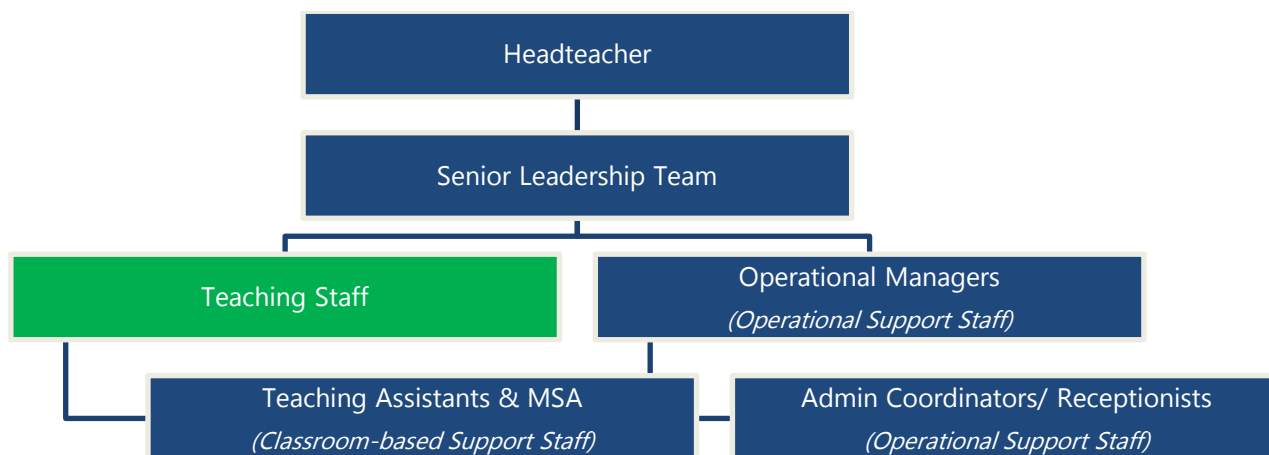 Headteacher
Senior Leadership Team
Teaching Staff
Operational Managers
(Operational Support Staff)
Teaching Assistants & MSA
(Classroom-based Support Staff)
Admin Coordinators/ Receptionists
(Operational Support Staff)